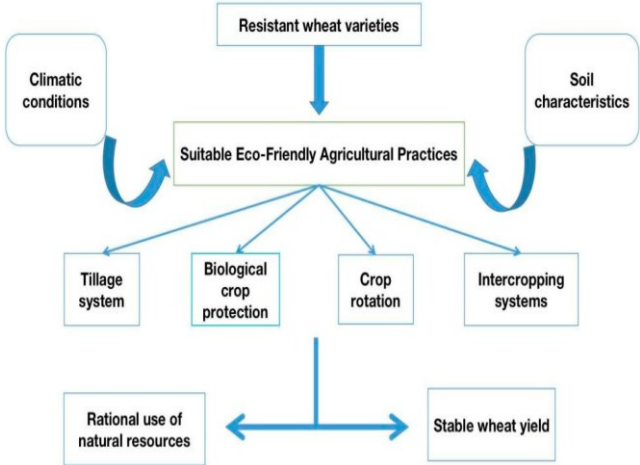 Resistant wheat varieties
Climatic
conditions
Soil
characteristics
Suitable Eco-Friendly Agricultural Practices
Tillage
system
Biological
crop
protection
Crop
rotation
Intercropping
systems
Rational use of
natural resources
Stable wheat yield